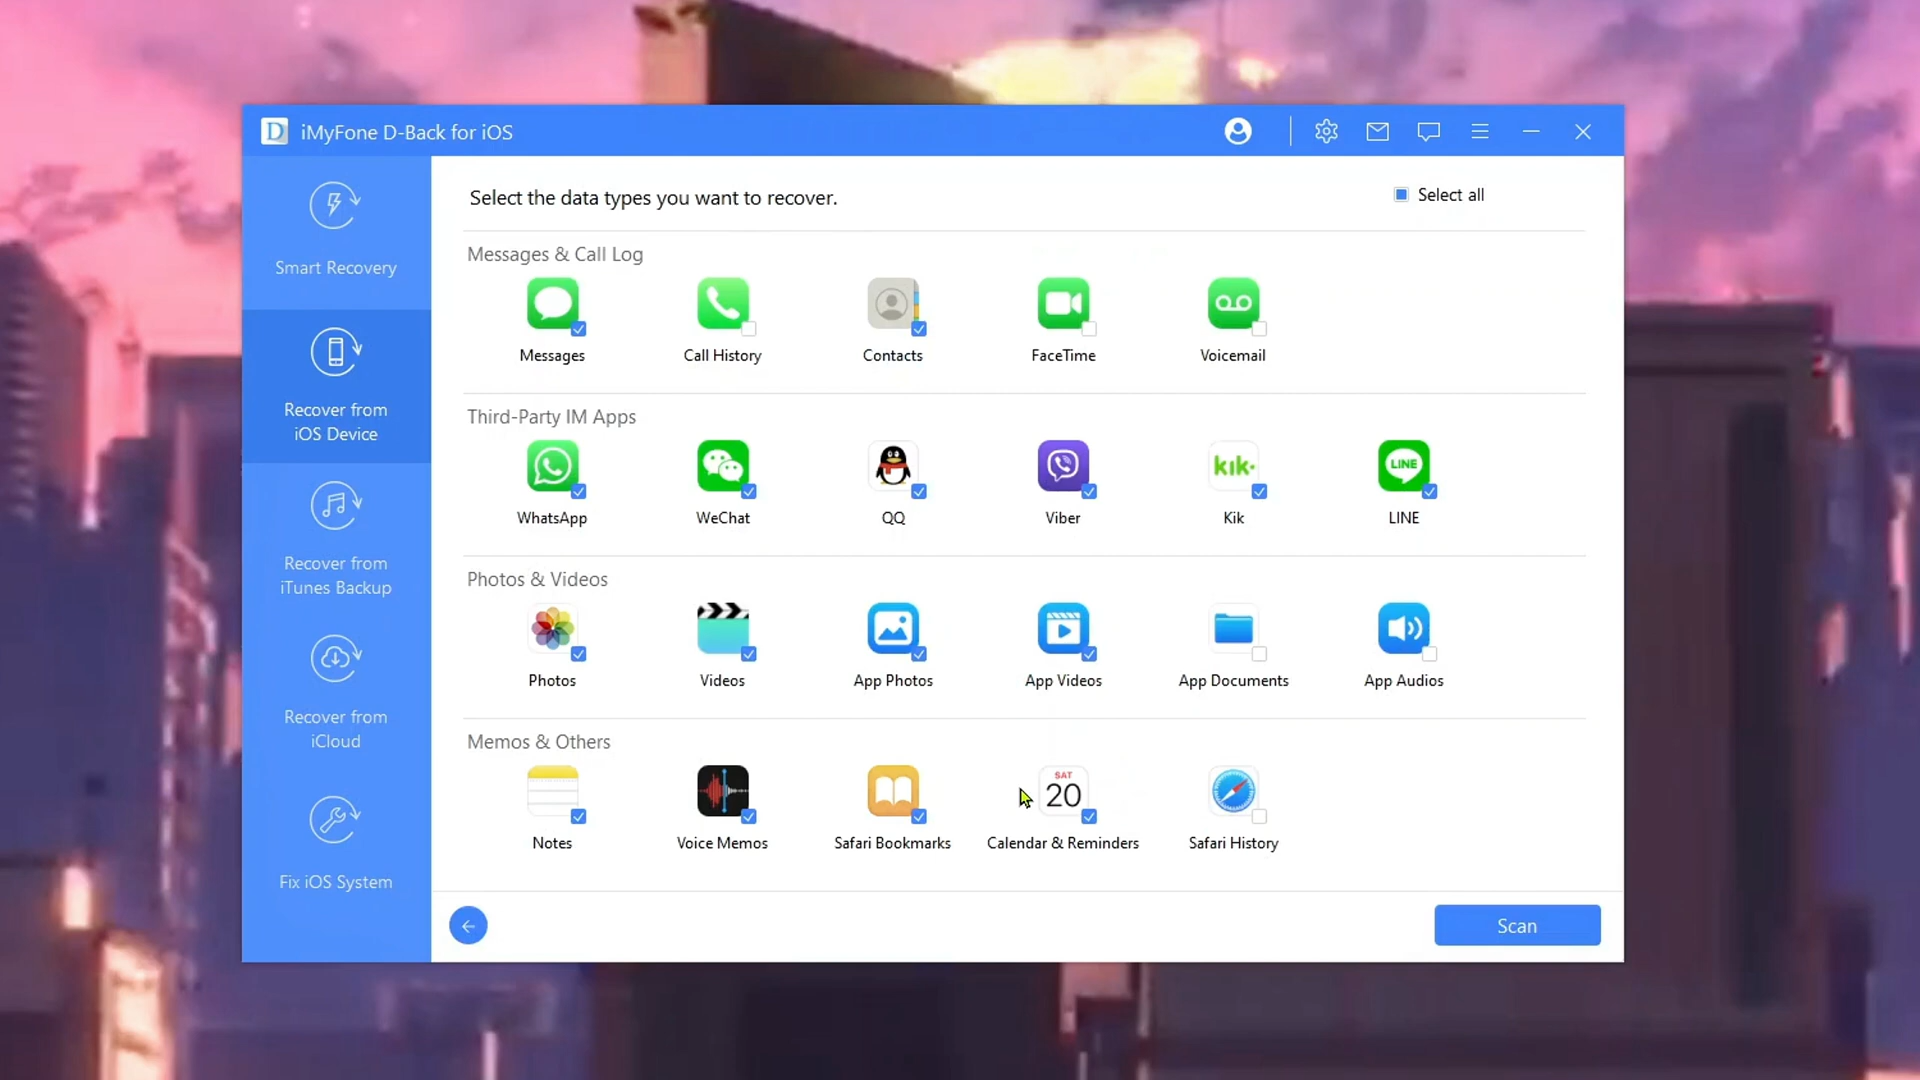 D iMyFone D-Back for iOS
Smart Recovery
Recover from
iOS Device
Recover from
iTunes Backup
Recover from
iCloud
Fix iOS System
Select the data types you want to recover.
Select all
Messages & Call Log
Messages
Call History
Contacts
FaceTime
Voicemail
Third-Party IM Apps
kik·
LINE
WhatsApp
WeChat
QQ
Viber
Kik
LINE
Photos & Videos
Photos
Videos
App Photos
App Videos
App Documents
App Audios
Memos & Others
SAT
20
Notes
Voice Memos
Safari Bookmarks
Calendar & Reminders
Safari History
Scan